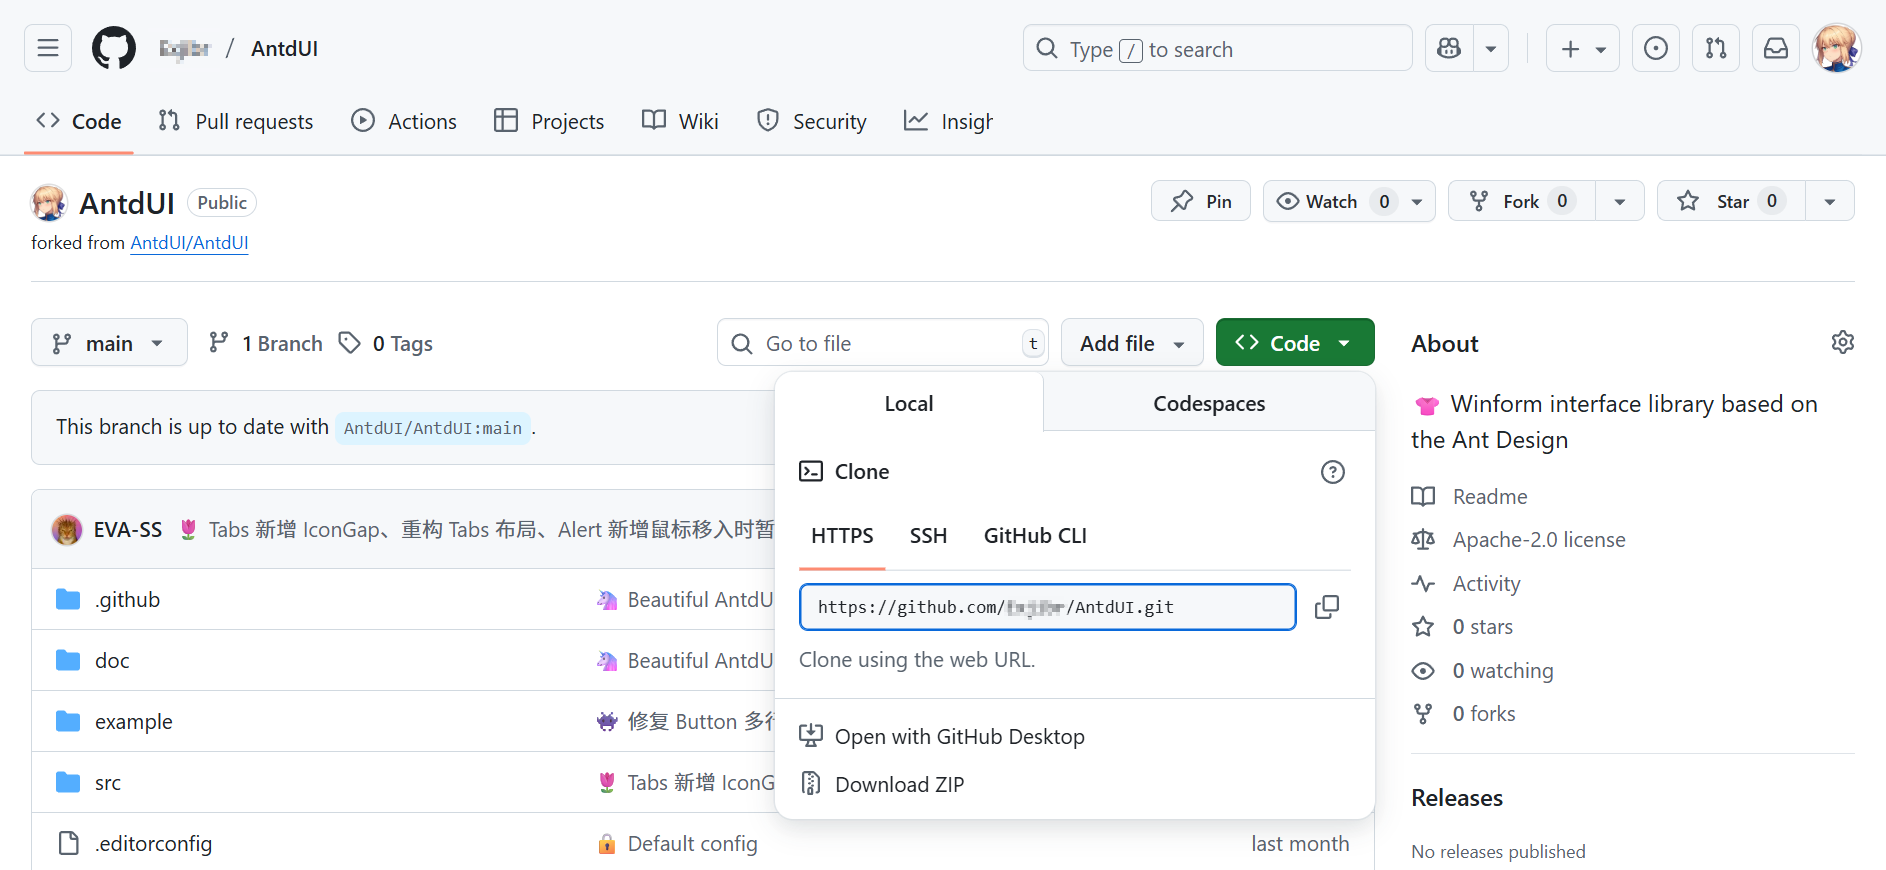 / AntdUI
Type / to search
Code Pull requests Actions Projects Wiki Security Insigh
AntdUI Public
forked from AntdUI/AntdUI
Pin Watch 0 Fork 0 Star 0
main 1 Branch 0 Tags
Go to file t
Add file Code
This branch is up to date with AntdUI/AntdUI:main.
EVA-SS Tabs 新增 IconGap、重构 Tabs 布局、Alert 新增鼠标移入时暂
.github Beautiful AntdU
doc Beautiful AntdU
example 修复 Button 多行
src Tabs 新增 IconG
.editorconfig Default config last month
Local Codespaces
Clone
HTTPS SSH GitHub CLI
https://github.com/ /AntdUI.git
Clone using the web URL.
Open with GitHub Desktop
Download ZIP
About
Winform interface library based on
the Ant Design
Readme
Apache-2.0 license
Activity
0 stars
0 watching
0 forks
Releases
No releases published